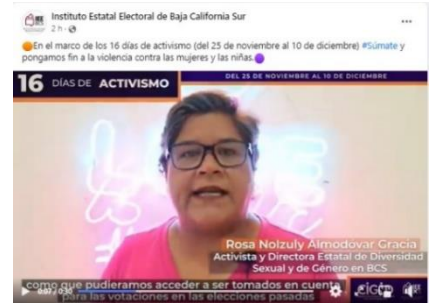 Instituto Estatal Electoral de Baja California Sur
2 h ·
En el marco de los 16 días de activismo (del 25 de noviembre al 10 de diciembre) #Súmate y
pongamos fin a la violencia contra las mujeres y las niñas.
16 DÍAS DE ACTIVISMO
DEL 25 DE NOVIEMBRE AL 10 DE DICIEMBRE
Rosa Nolzuly Almodóvar Gracia
Activista y Directora Estatal de Diversidad
Sexual y de Género en BCS
como que pudieramos acceder a ser tomados en cuenta
para las votaciones en las elecciones pasadas